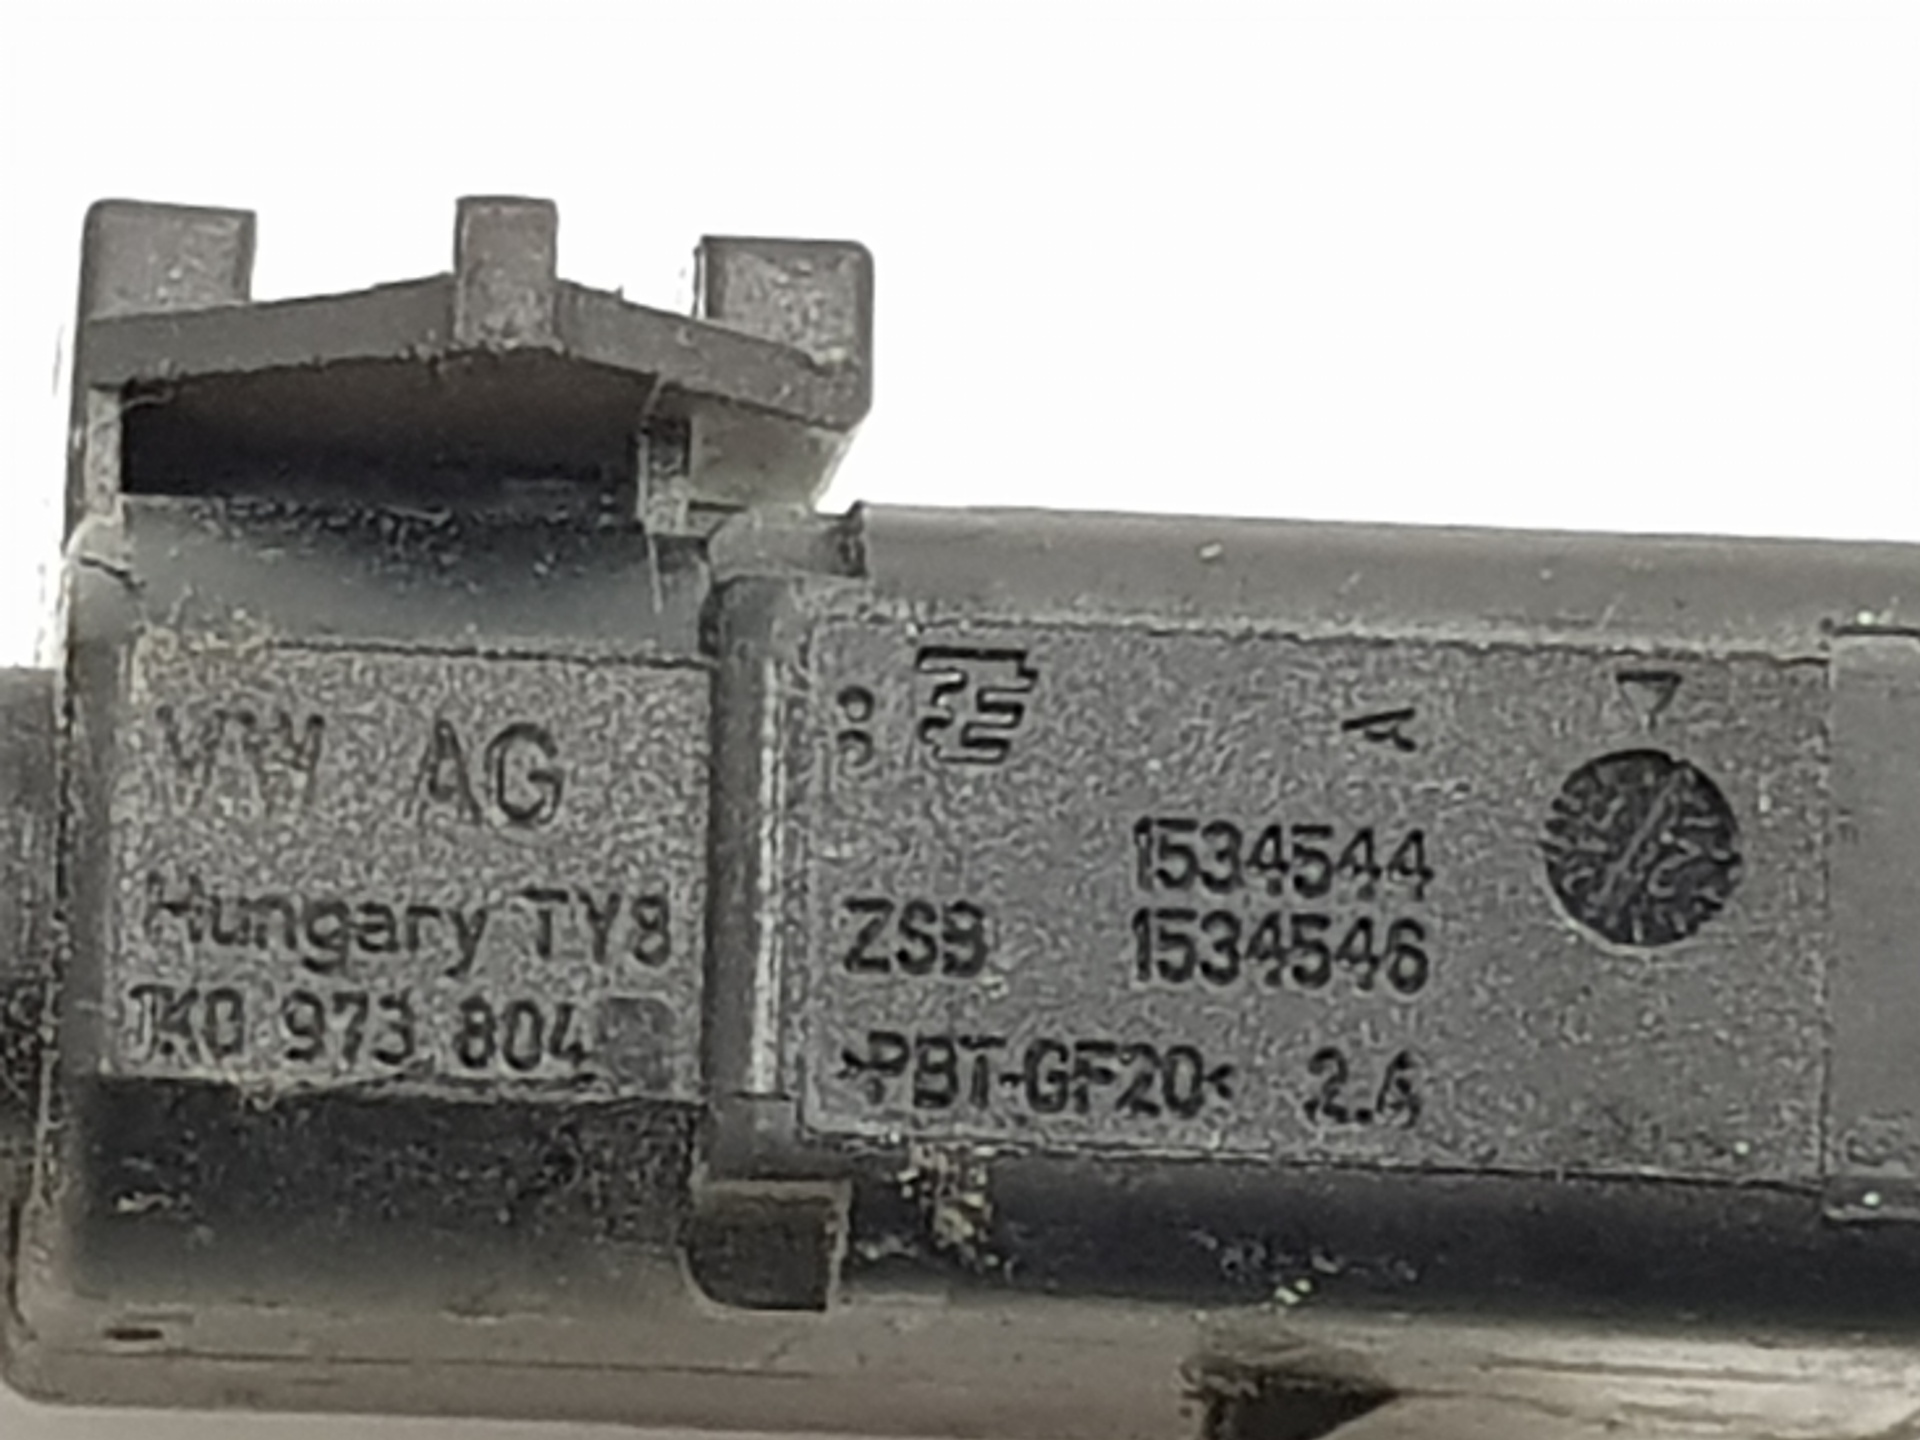 VW AG
Hungary TY8
1K0 973 804
1534544
ZSB 1534546
>PBT-GF20< 2.A